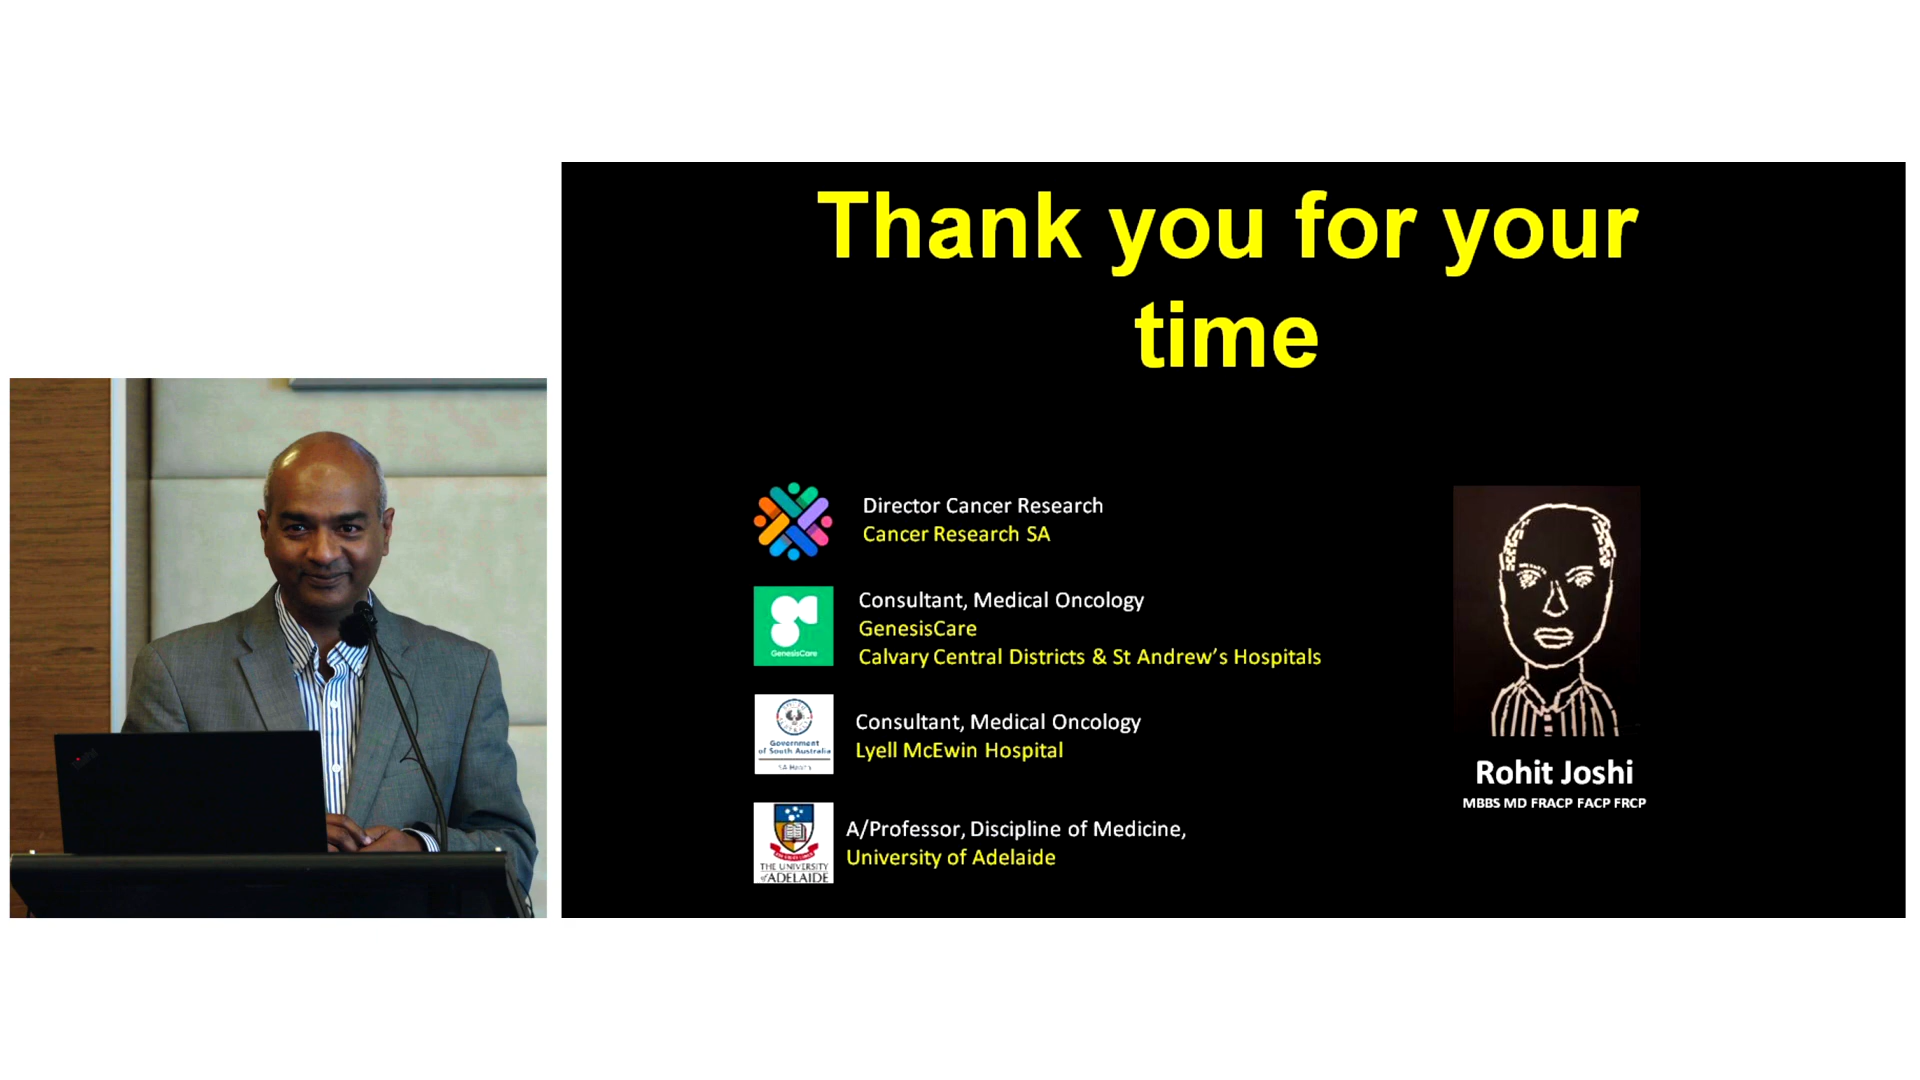 Thank you for your
time
Director Cancer Research
Cancer Research SA
Consultant, Medical Oncology
GenesisCare
Calvary Central Districts & St Andrew's Hospitals
GenesisCare
Consultant, Medical Oncology
Lyell McEwin Hospital
Government
of South Australia
SA Health
A/Professor, Discipline of Medicine,
University of Adelaide
THE UNIVERSITY
of ADELAIDE
Rohit Joshi
MBBS MD FRACP FACP FRCP